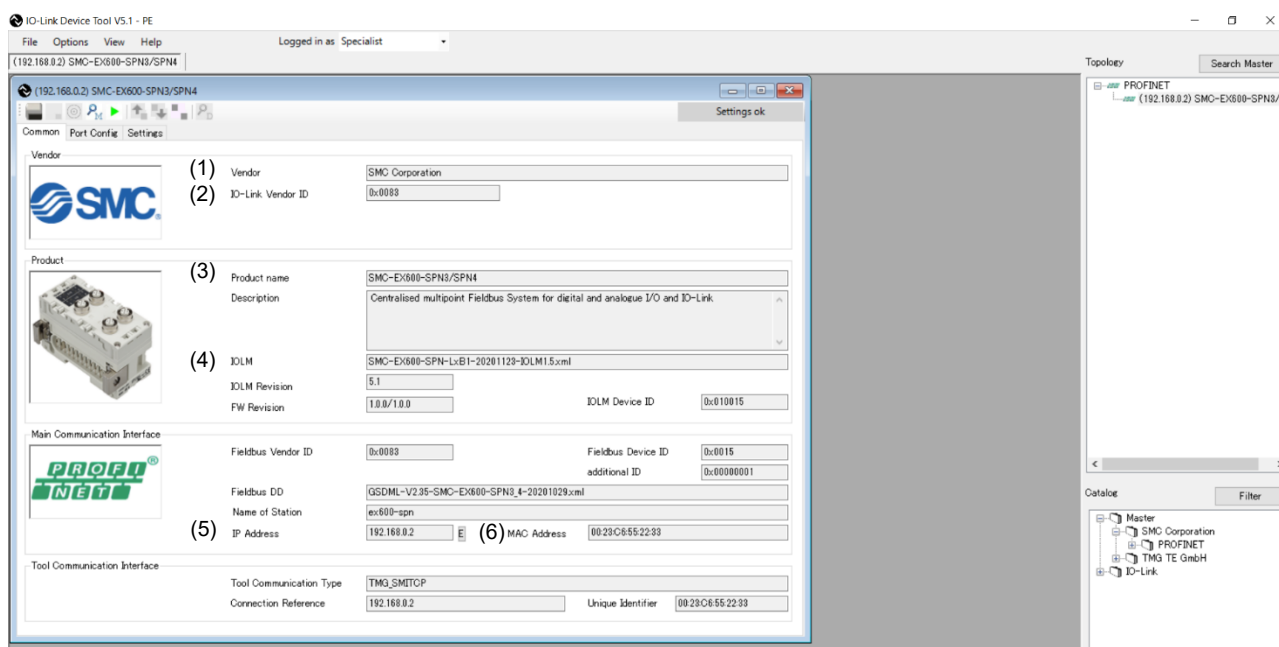 IO-Link Device Tool V5.1 - PE
File Options View Help Logged in as Specialist
(192.168.0.2) SMC-EX600-SPN3/SPN4
Topology Search Master
PROFINET
(192.168.0.2) SMC-EX600-SPN3/
(192.168.0.2) SMC-EX600-SPN3/SPN4
Settings ok
Common Port Config Settings
Vendor
SMC
(1) Vendor SMC Corporation
(2) IO-Link Vendor ID 0x0083
Product
(3) Product name SMC-EX600-SPN3/SPN4
Description Centralised multipoint Fieldbus System for digital and analogue I/O and IO-Link
(4) IOLM SMC-EX600-SPN-LxB1-20201123-IOLM1.5.xml
IOLM Revision 5.1
FW Revision 1.0.0/1.0.0 IOLM Device ID 0x010015
Main Communication Interface
PROFI
NET
Fieldbus Vendor ID 0x0083 Fieldbus Device ID 0x0015
additional ID 0x00000001
Fieldbus DD GSDML-V2.35-SMC-EX600-SPN3_4-20201029.xml
Name of Station ex600-spn
(5) IP Address 192.168.0.2 E (6) MAC Address 00:23:C6:55:22:33
Tool Communication Interface
Tool Communication Type TMG_SMITCP
Connection Reference 192.168.0.2 Unique Identifier 00:23:C6:55:22:33
Catalog Filter
Master
SMC Corporation
PROFINET
TMG TE GmbH
IO-Link